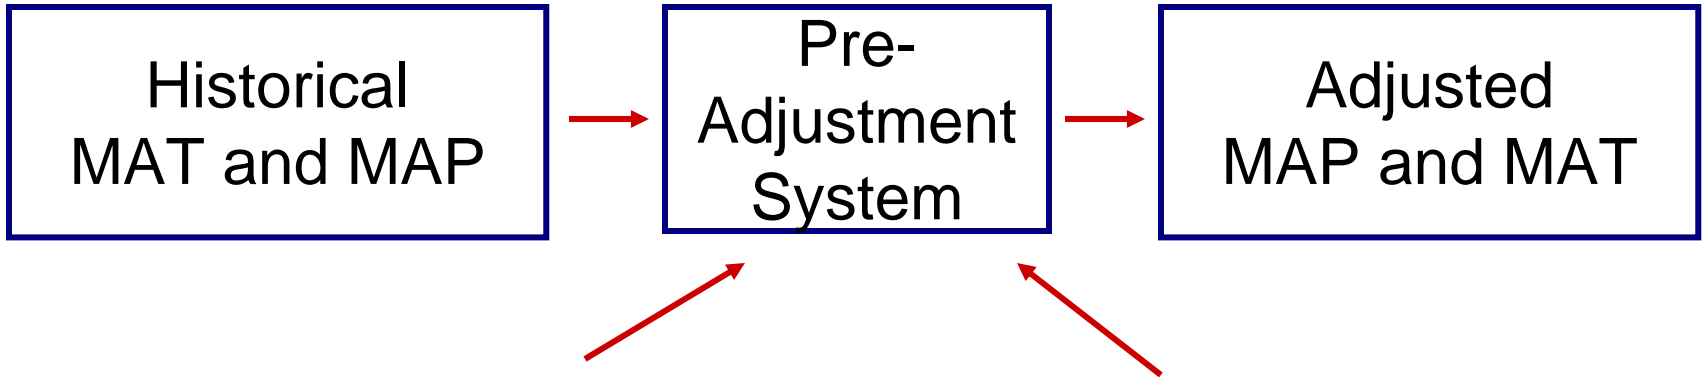 Historical
MAT and MAP
Pre-
Adjustment
System
Adjusted
MAP and MAT